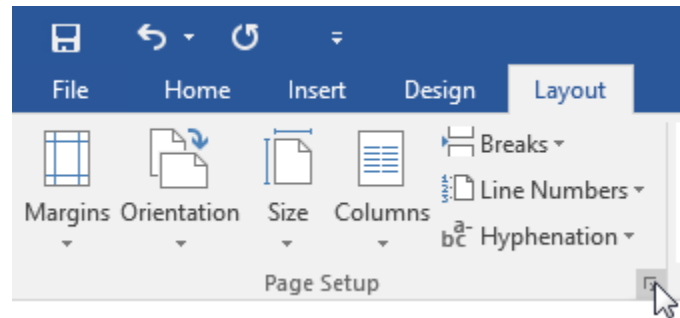 File Home Insert Design Layout
Breaks
Line Numbers
Margins Orientation Size Columns
Hyphenation
Page Setup